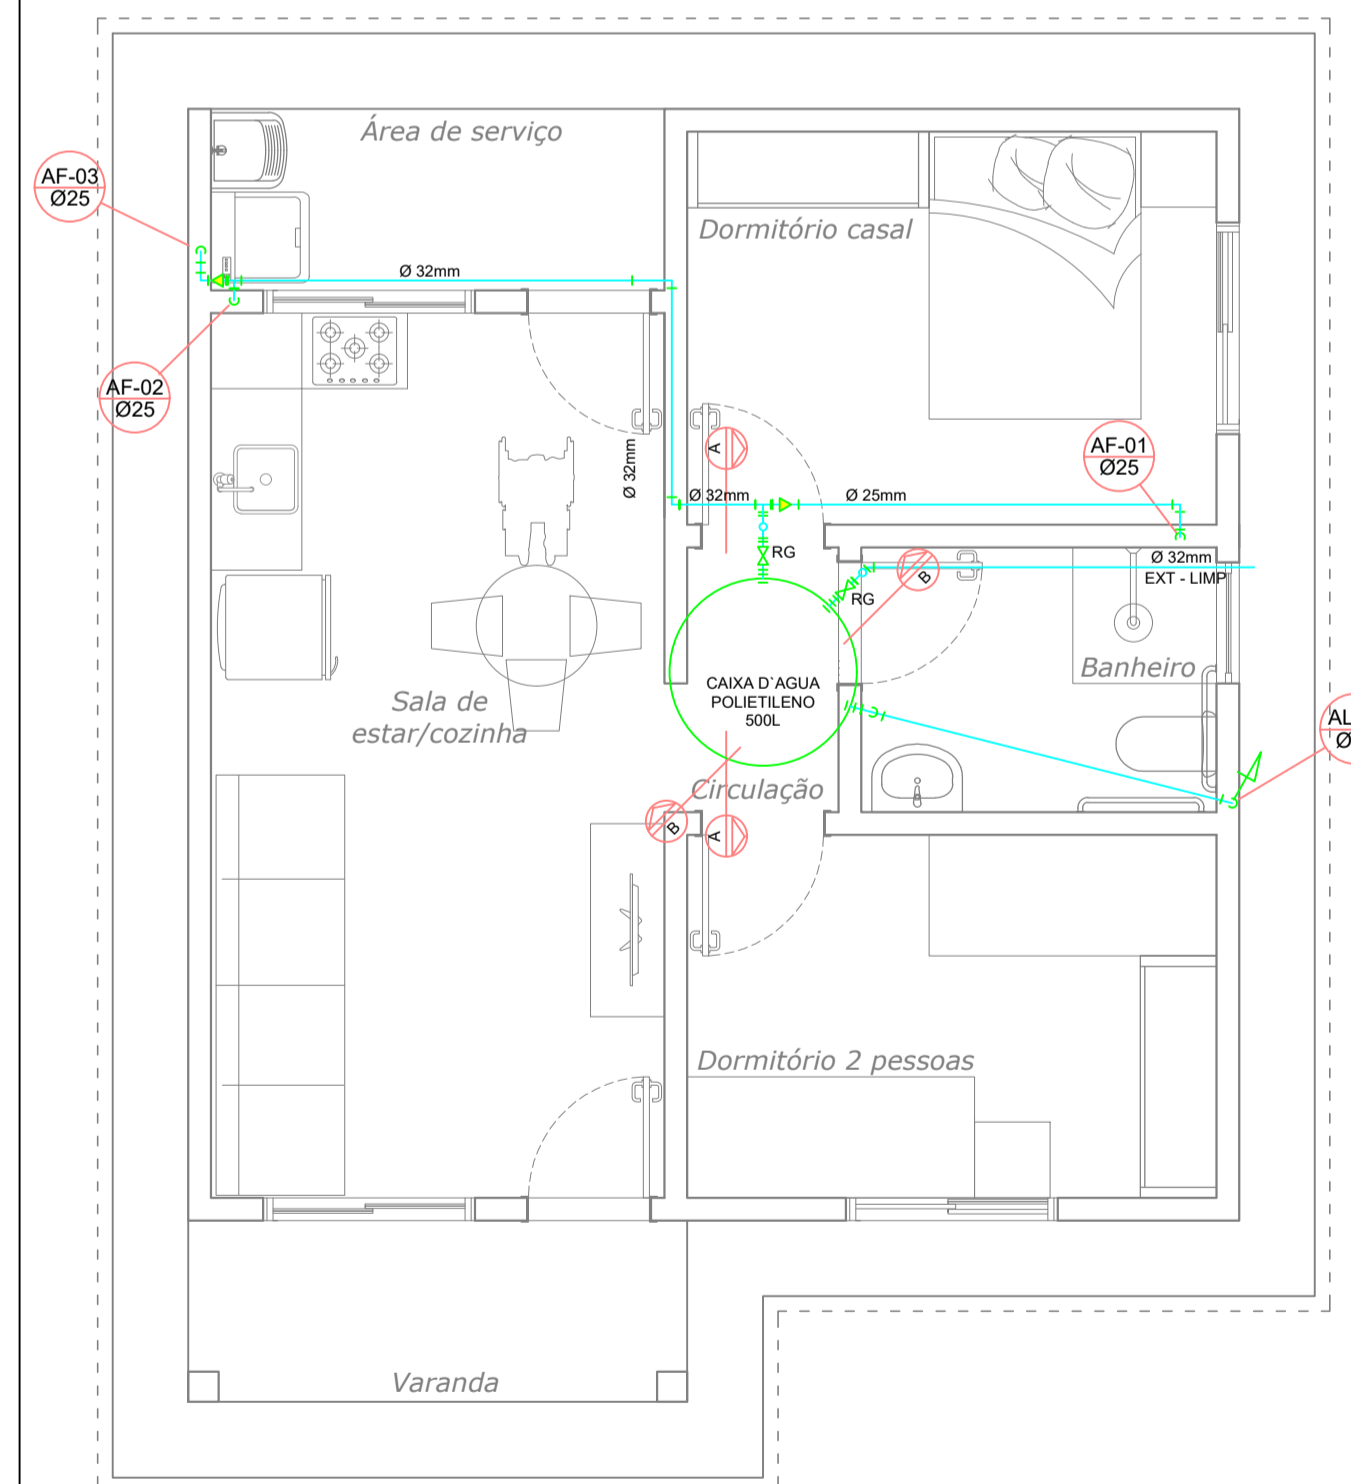 Área de serviço
AF-03
Ø25
Dormitório casal
Ø 32mm
AF-02
Ø25
AF-01
Ø25
A
Ø 32mm
Ø 32mm
Ø 25mm
RG
Ø 32mm
EXT - LIMP
B
RG
Banheiro
CAIXA D`AGUA
POLIETILENO
500L
Sala de
estar/cozinha
AL
Ø
Circulação
B
A
Dormitório 2 pessoas
Varanda